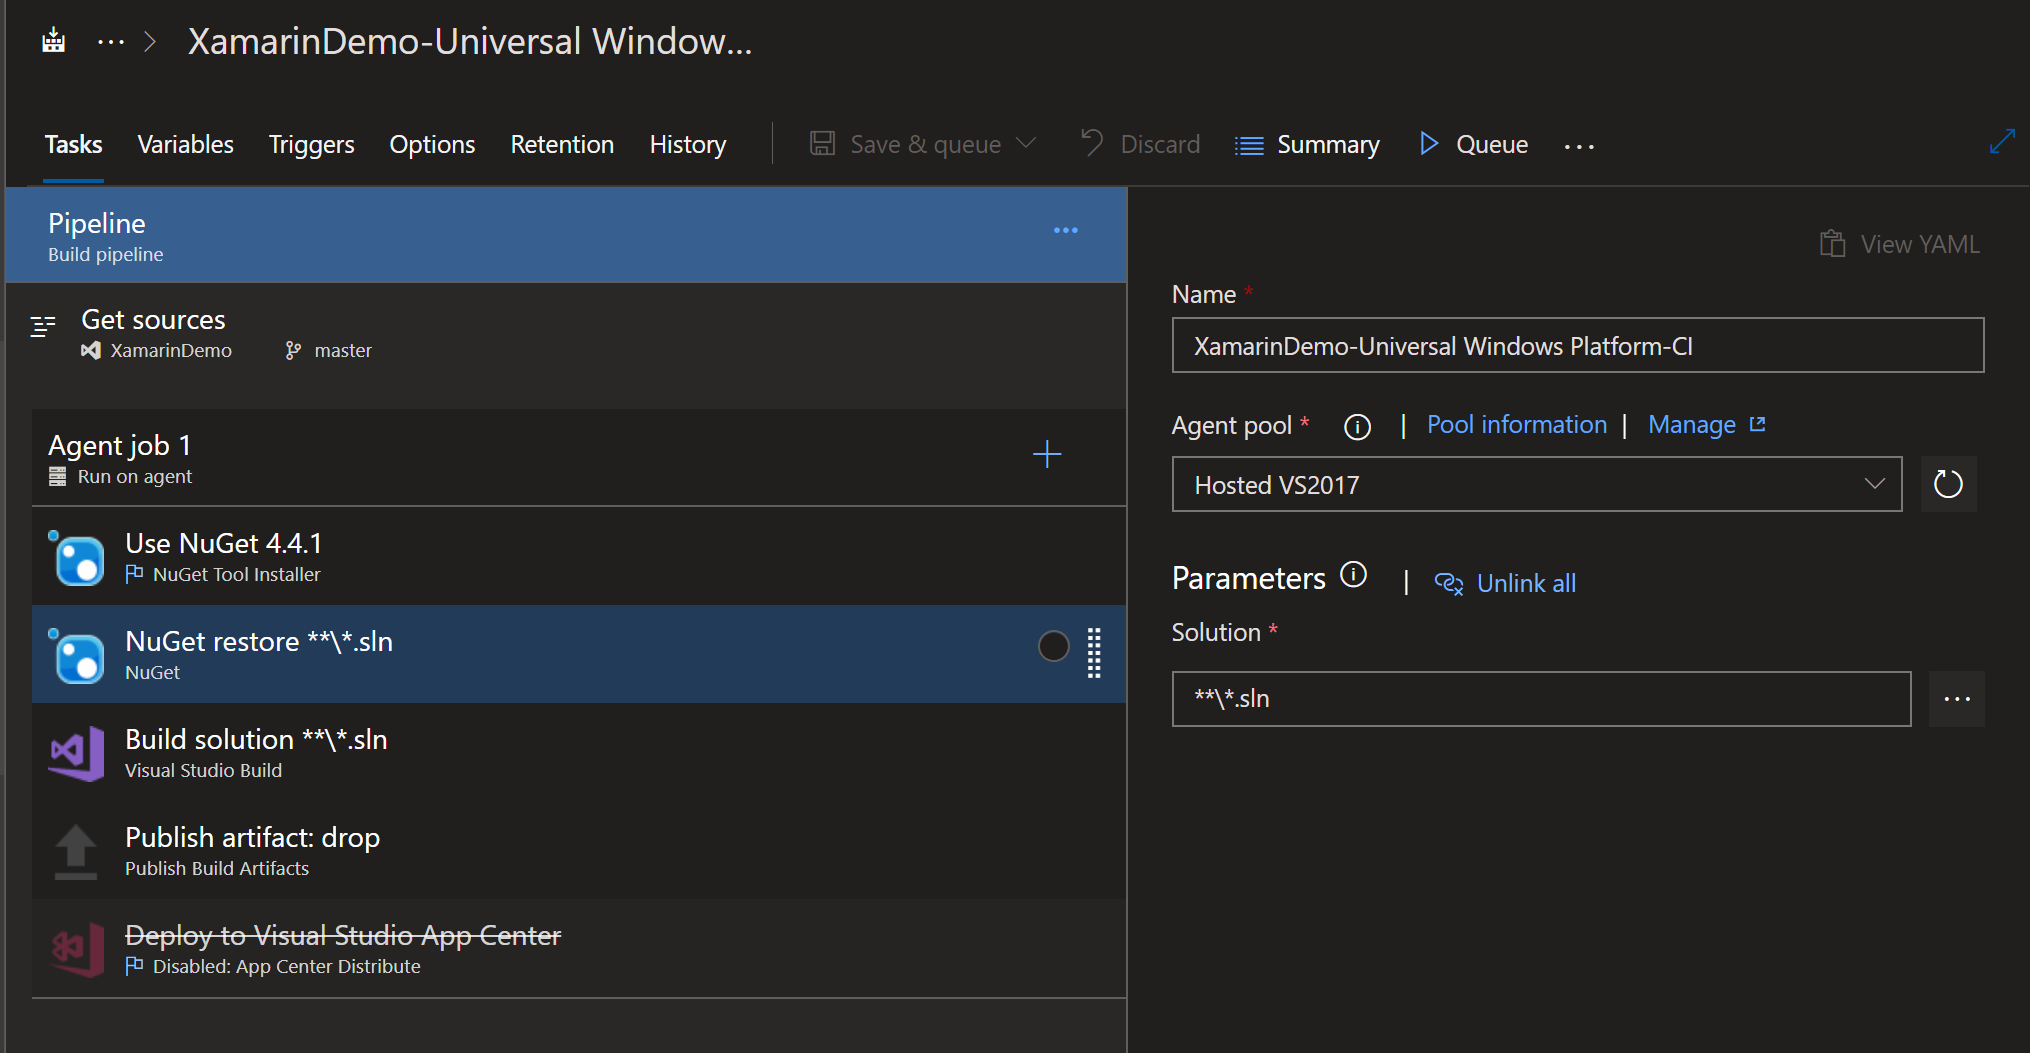 XamarinDemo-Universal Window...
Tasks Variables Triggers Options Retention History Save & queue Discard Summary Queue ...
Pipeline
Build pipeline
Get sources
XamarinDemo master
Agent job 1
Run on agent
Use NuGet 4.4.1
NuGet Tool Installer
NuGet restore **\*.sln
NuGet
Build solution **\*.sln
Visual Studio Build
Publish artifact: drop
Publish Build Artifacts
Deploy to Visual Studio App Center
Disabled: App Center Distribute
View YAML
Name *
XamarinDemo-Universal Windows Platform-CI
Agent pool * | Pool information | Manage
Hosted VS2017
Parameters | Unlink all
Solution *
**\*.sln